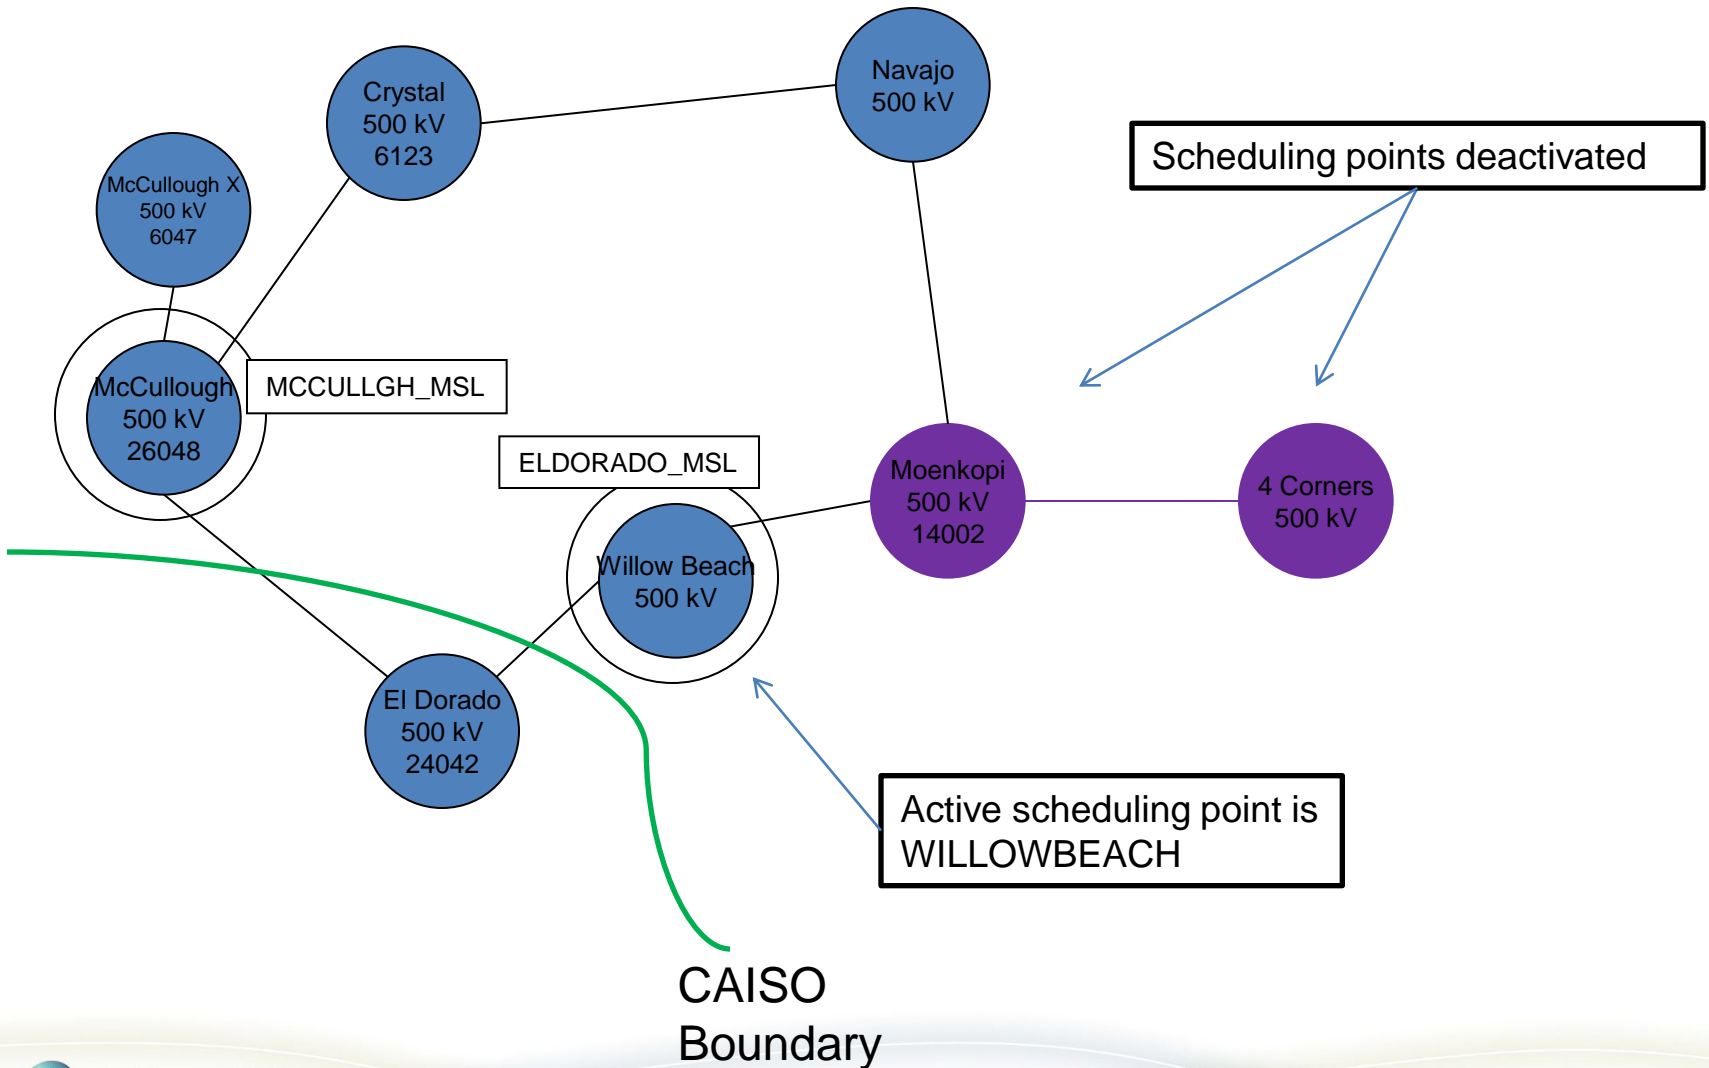 Navajo
500 kV
Crystal
500 kV
6123
Scheduling points deactivated
McCullough X
500 kV
6047
McCullough
500 kV
26048
MCCULLGH_MSL
ELDORADO_MSL
Moenkopi
500 kV
14002
4 Corners
500 kV
Willow Beach
500 kV
El Dorado
500 kV
24042
Active scheduling point is
WILLOWBEACH
CAISO
Boundary